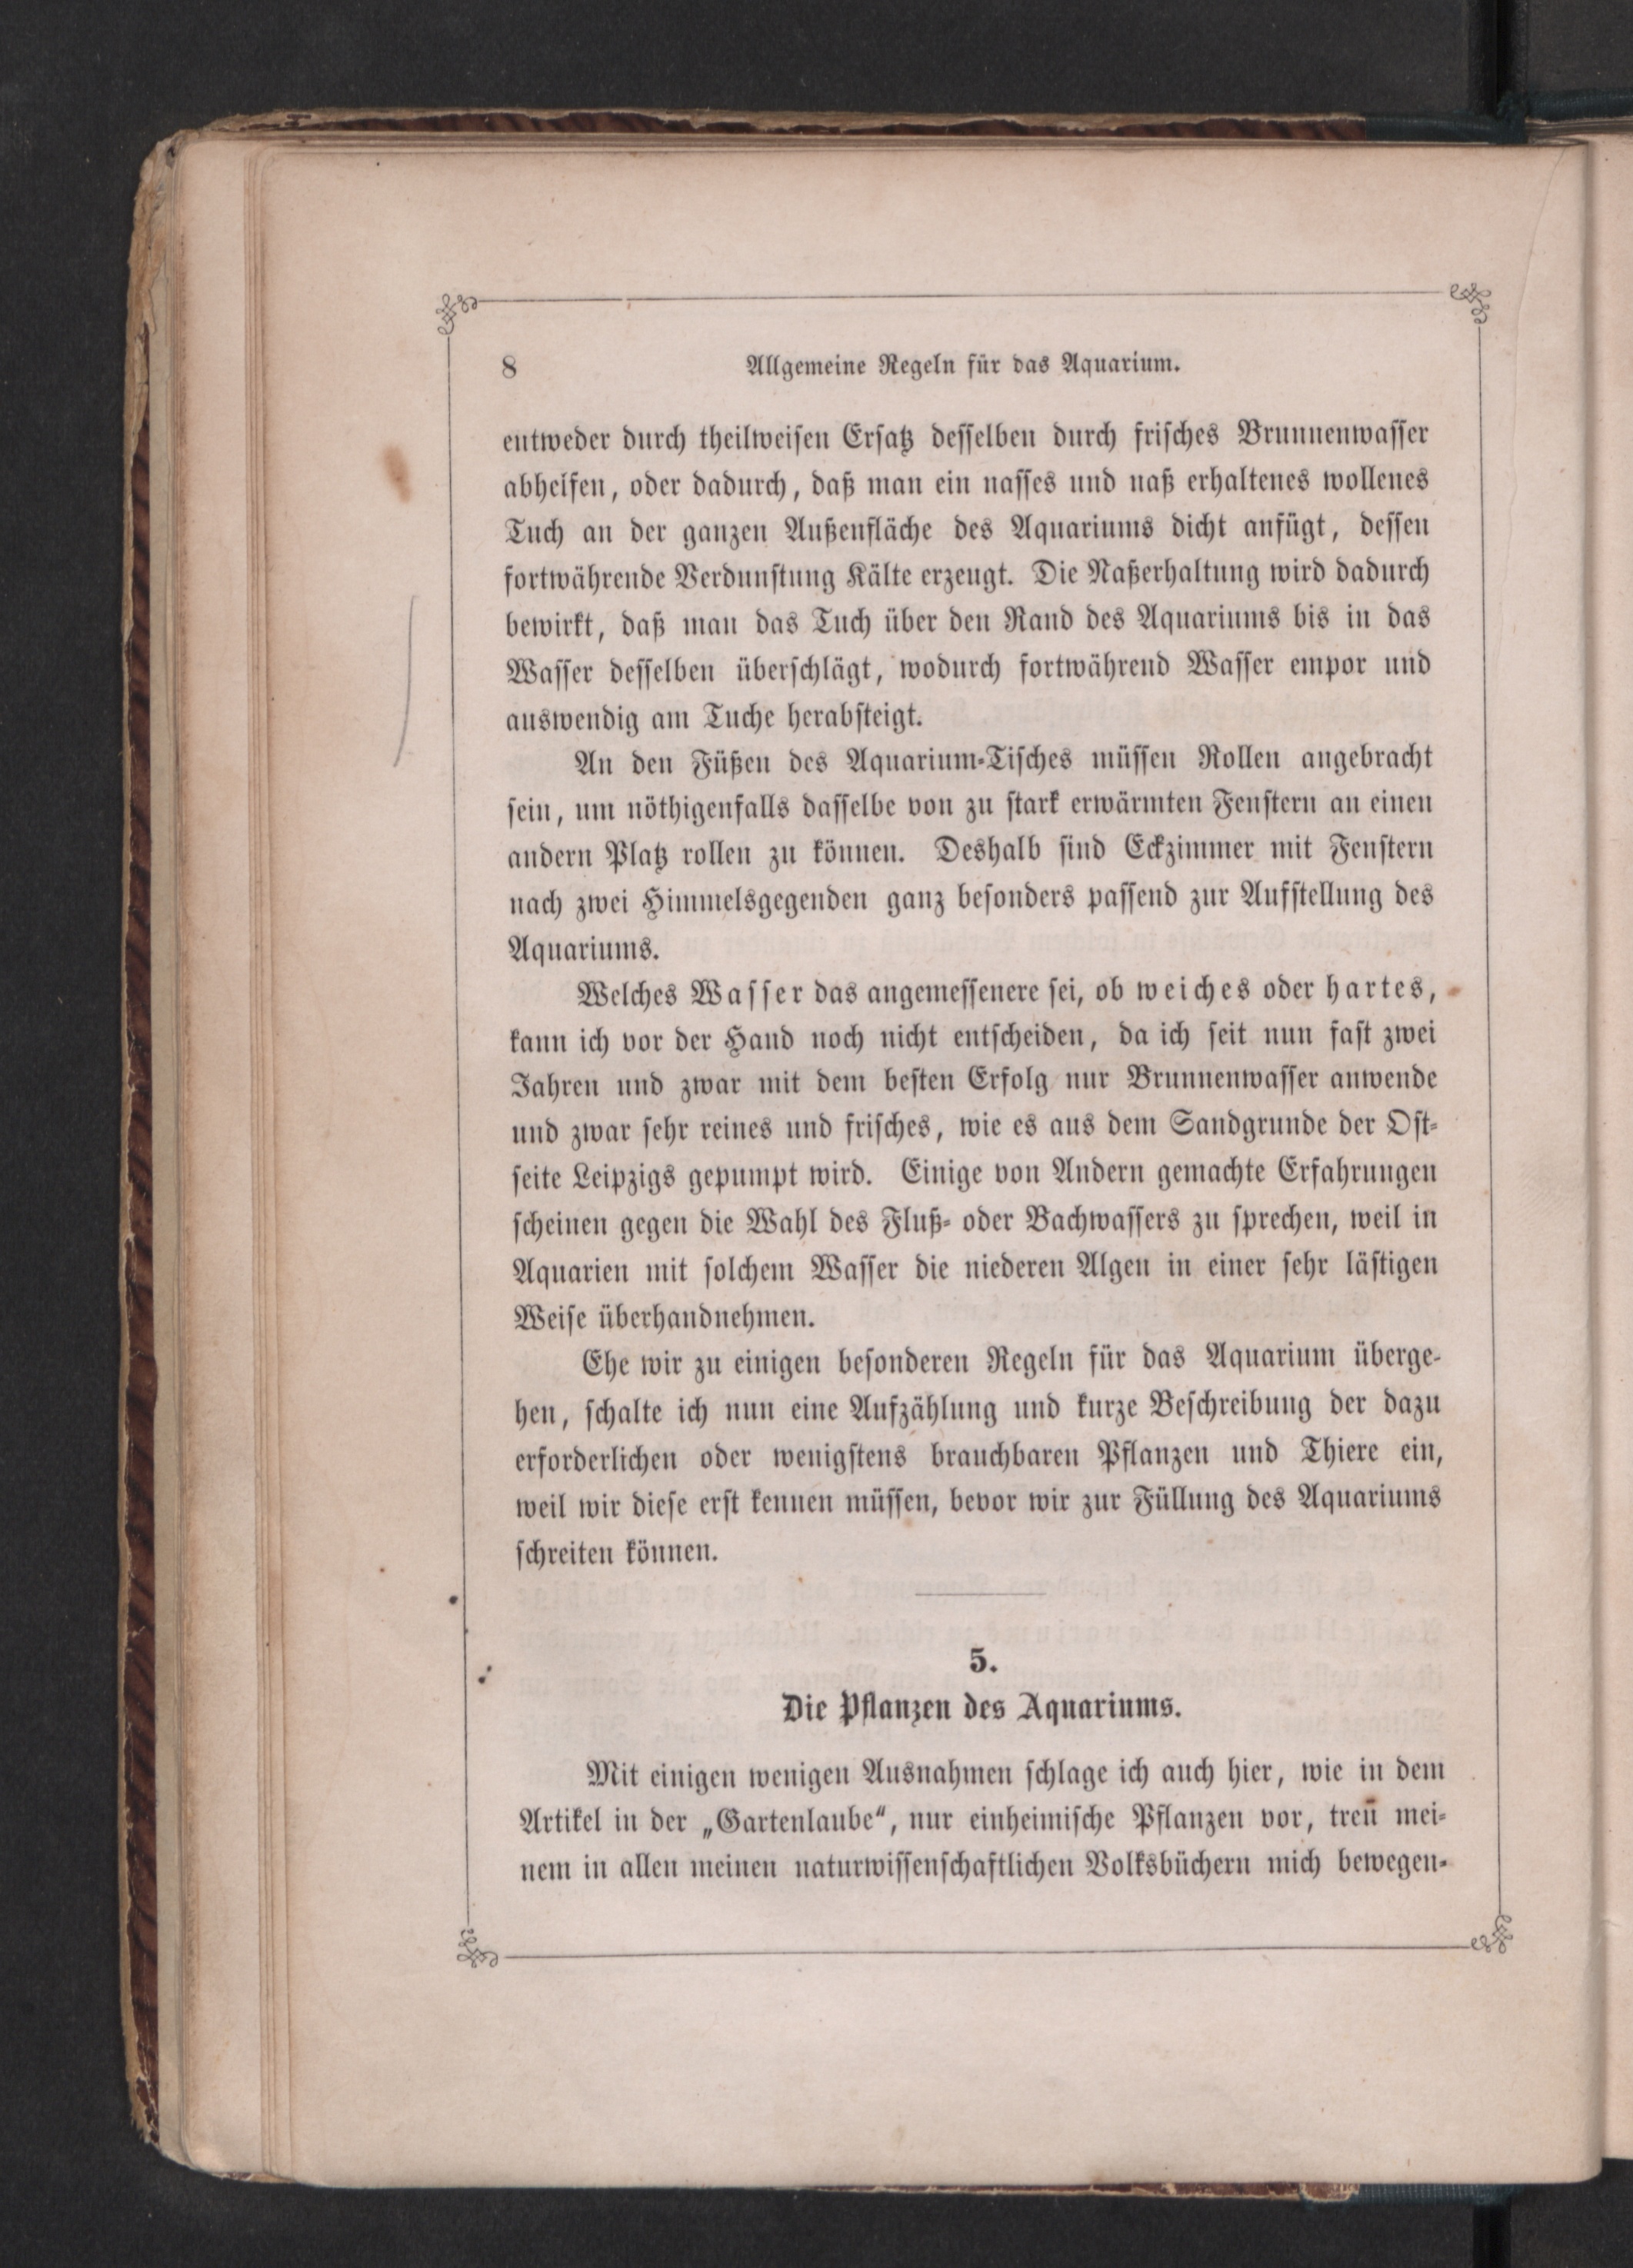 8 Allgemeine Regeln für das Aquarium.
entweder durch theilweisen Ersatz desselben durch frisches Brunnenwasser
abhelfen, oder dadurch, daß man ein nasses und naß erhaltenes wollenes
Tuch an der ganzen Außenfläche des Aquariums dicht anfügt, dessen
fortwährende Verdunstung Kälte erzeugt. Die Naßerhaltung wird dadurch
bewirkt, daß man das Tuch über den Rand des Aquariums bis in das
Wasser desselben überschlägt, wodurch fortwährend Wasser empor und
auswendig am Tuche herabsteigt.
An den Füßen des Aquarium-Tisches müssen Rollen angebracht
sein, um nöthigenfalls dasselbe von zu stark erwärmten Fenstern an einen
andern Platz rollen zu können. Deshalb sind Eckzimmer mit Fenstern
nach zwei Himmelsgegenden ganz besonders passend zur Aufstellung des
Aquariums.
Welches Wasser das angemessenere sei, ob weiches oder hartes,
kann ich vor der Hand noch nicht entscheiden, da ich seit nun fast zwei
Jahren und zwar mit dem besten Erfolg nur Brunnenwasser anwende
und zwar sehr reines und frisches, wie es aus dem Sandgrunde der Ost-
seite Leipzigs gepumpt wird. Einige von Andern gemachte Erfahrungen
scheinen gegen die Wahl des Fluß- oder Bachwassers zu sprechen, weil in
Aquarien mit solchem Wasser die niederen Algen in einer sehr lästigen
Weise überhandnehmen.
Ehe wir zu einigen besonderen Regeln für das Aquarium überge-
hen, schalte ich nun eine Aufzählung und kurze Beschreibung der dazu
erforderlichen oder wenigstens brauchbaren Pflanzen und Thiere ein,
weil wir diese erst kennen müssen, bevor wir zur Füllung des Aquariums
schreiten können.
5.
Die Pflanzen des Aquariums.
Mit einigen wenigen Ausnahmen schlage ich auch hier, wie in dem
Artikel in der „Gartenlaube“, nur einheimische Pflanzen vor, treu mei-
nem in allen meinen naturwissenschaftlichen Volksbüchern mich bewegen-